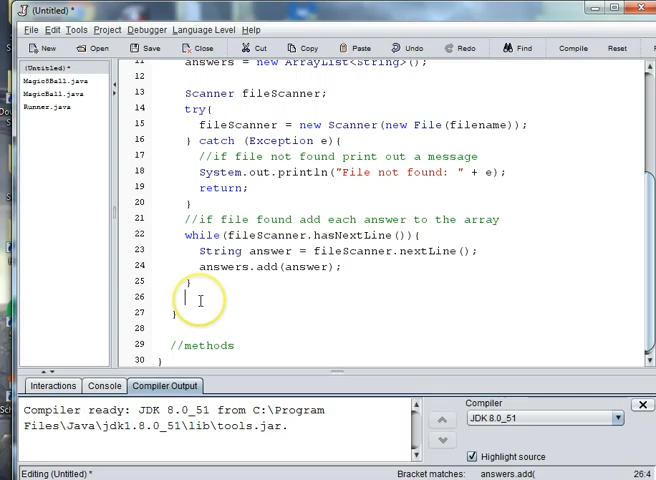 (Untitled) *
File Edit Tools Project Debugger Language Level Help
New Open Save Close Cut Copy Paste Undo Redo Find Compile Reset
(Untitled) *
Magic8Ball.java
MagicBall.java
Runner.java
11 answers = new ArrayList<String>();
12
13 Scanner fileScanner;
14 try{
15 fileScanner = new Scanner(new File(filename));
16 } catch (Exception e){
17 //if file not found print out a message
18 System.out.println("File not found: " + e);
19 return;
20 }
21 //if file found add each answer to the array
22 while(fileScanner.hasNextLine()){
23 String answer = fileScanner.nextLine();
24 answers.add(answer);
25 }
26
27 }
28
29 //methods
30 }
Interactions Console Compiler Output
Compiler ready: JDK 8.0_51 from C:\Program
Files\Java\jdk1.8.0_51\lib\tools.jar.
Compiler
JDK 8.0_51
Highlight source
Editing (Untitled) * Bracket matches: answers.add( 26:4